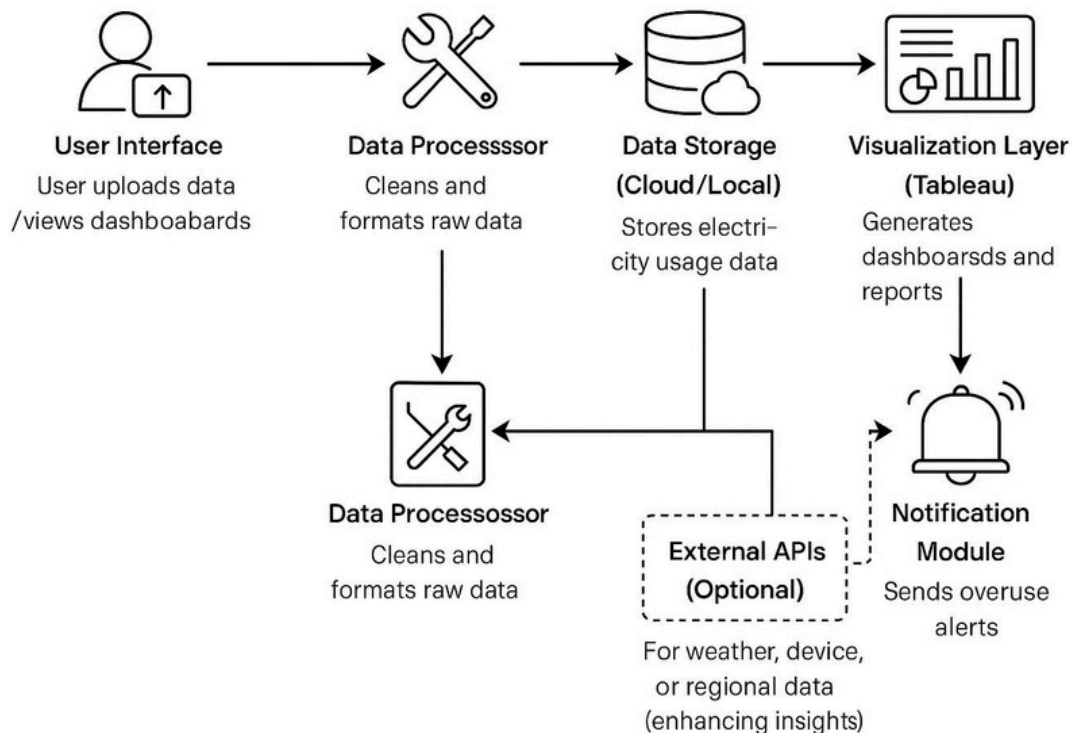 User Interface
User uploads data
/views dashboabards
Data Processssor
Cleans and
formats raw data
Data Storage
(Cloud/Local)
Stores electri-
city usage data
Visualization Layer
(Tableau)
Generates
dashboarsds and
reports
Data Processossor
Cleans and
formats raw data
External APIs
(Optional)
For weather, device,
or regional data
(enhancing insights)
Notification
Module
Sends overuse
alerts